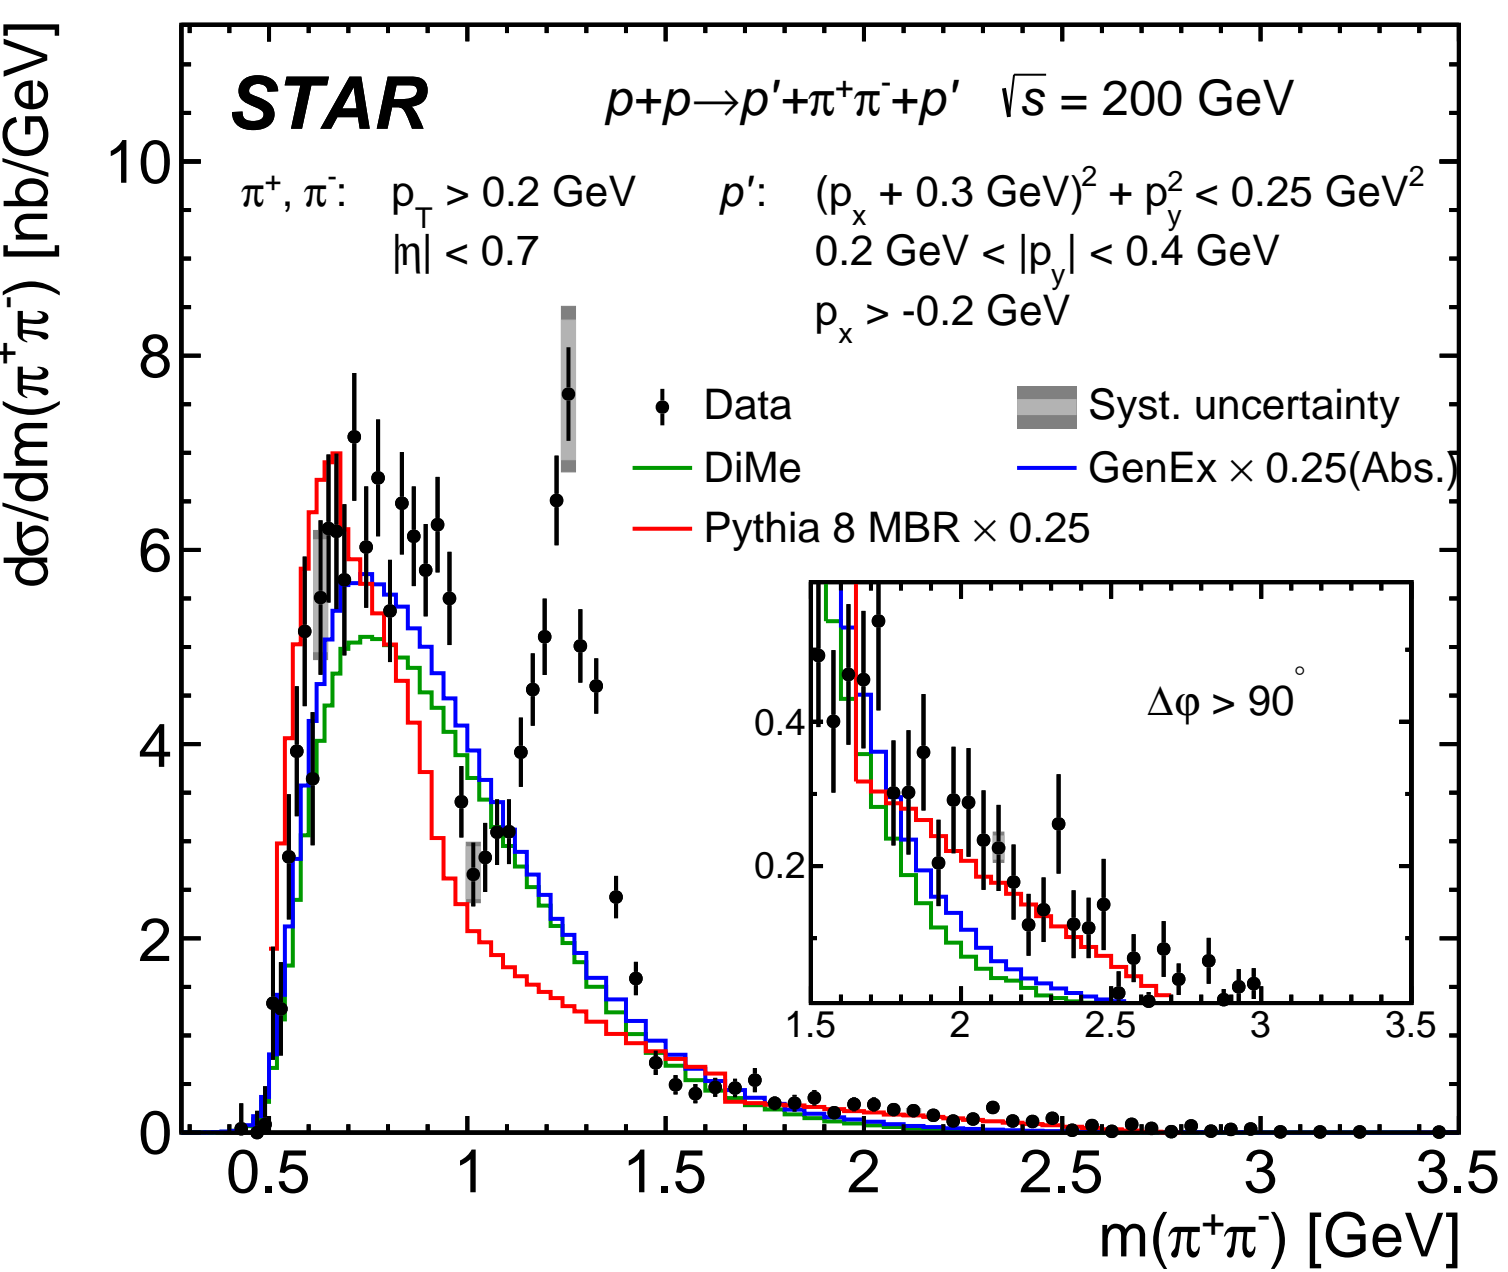 STAR p+p→p′+π⁺π⁻+p′ √s = 200 GeV
π⁺, π⁻: p_T > 0.2 GeV p′: (p_x + 0.3 GeV)² + p_y² < 0.25 GeV²
|η| < 0.7 0.2 GeV < |p_y| < 0.4 GeV
p_x > -0.2 GeV
Data Syst. uncertainty
DiMe GenEx × 0.25(Abs.)
Pythia 8 MBR × 0.25
Δφ > 90°
0.4
0.2
1.5 2 2.5 3 3.5
dσ/dm(π⁺π⁻) [nb/GeV]
10
8
6
4
2
0
0.5 1 1.5 2 2.5 3 3.5
m(π⁺π⁻) [GeV]